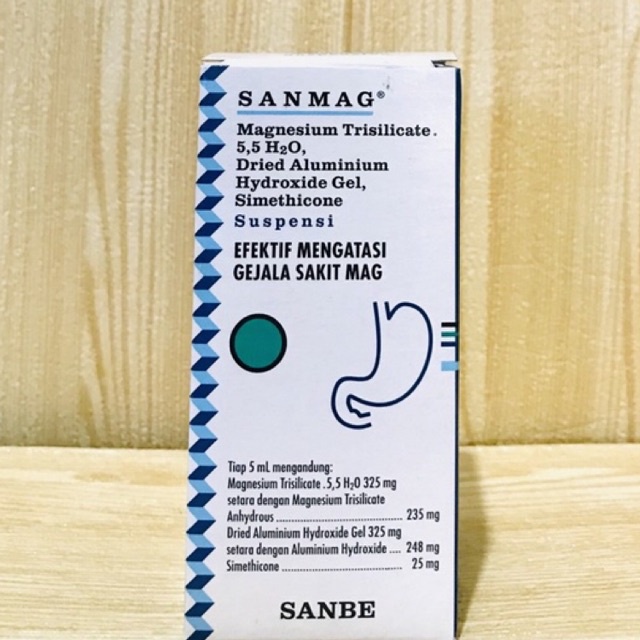 SANMAG®
Magnesium Trisilicate.
5,5 H₂O,
Dried Aluminium
Hydroxide Gel,
Simethicone
Suspensi
EFEKTIF MENGATASI
GEJALA SAKIT MAG
Tiap 5 mL mengandung:
Magnesium Trisilicate .5,5 H₂O 325 mg
setara dengan Magnesium Trisilicate
Anhydrous .................................. 235 mg
Dried Aluminium Hydroxide Gel 325 mg
setara dengan Aluminium Hydroxide .... 248 mg
Simethicone ................................ 25 mg
SANBE